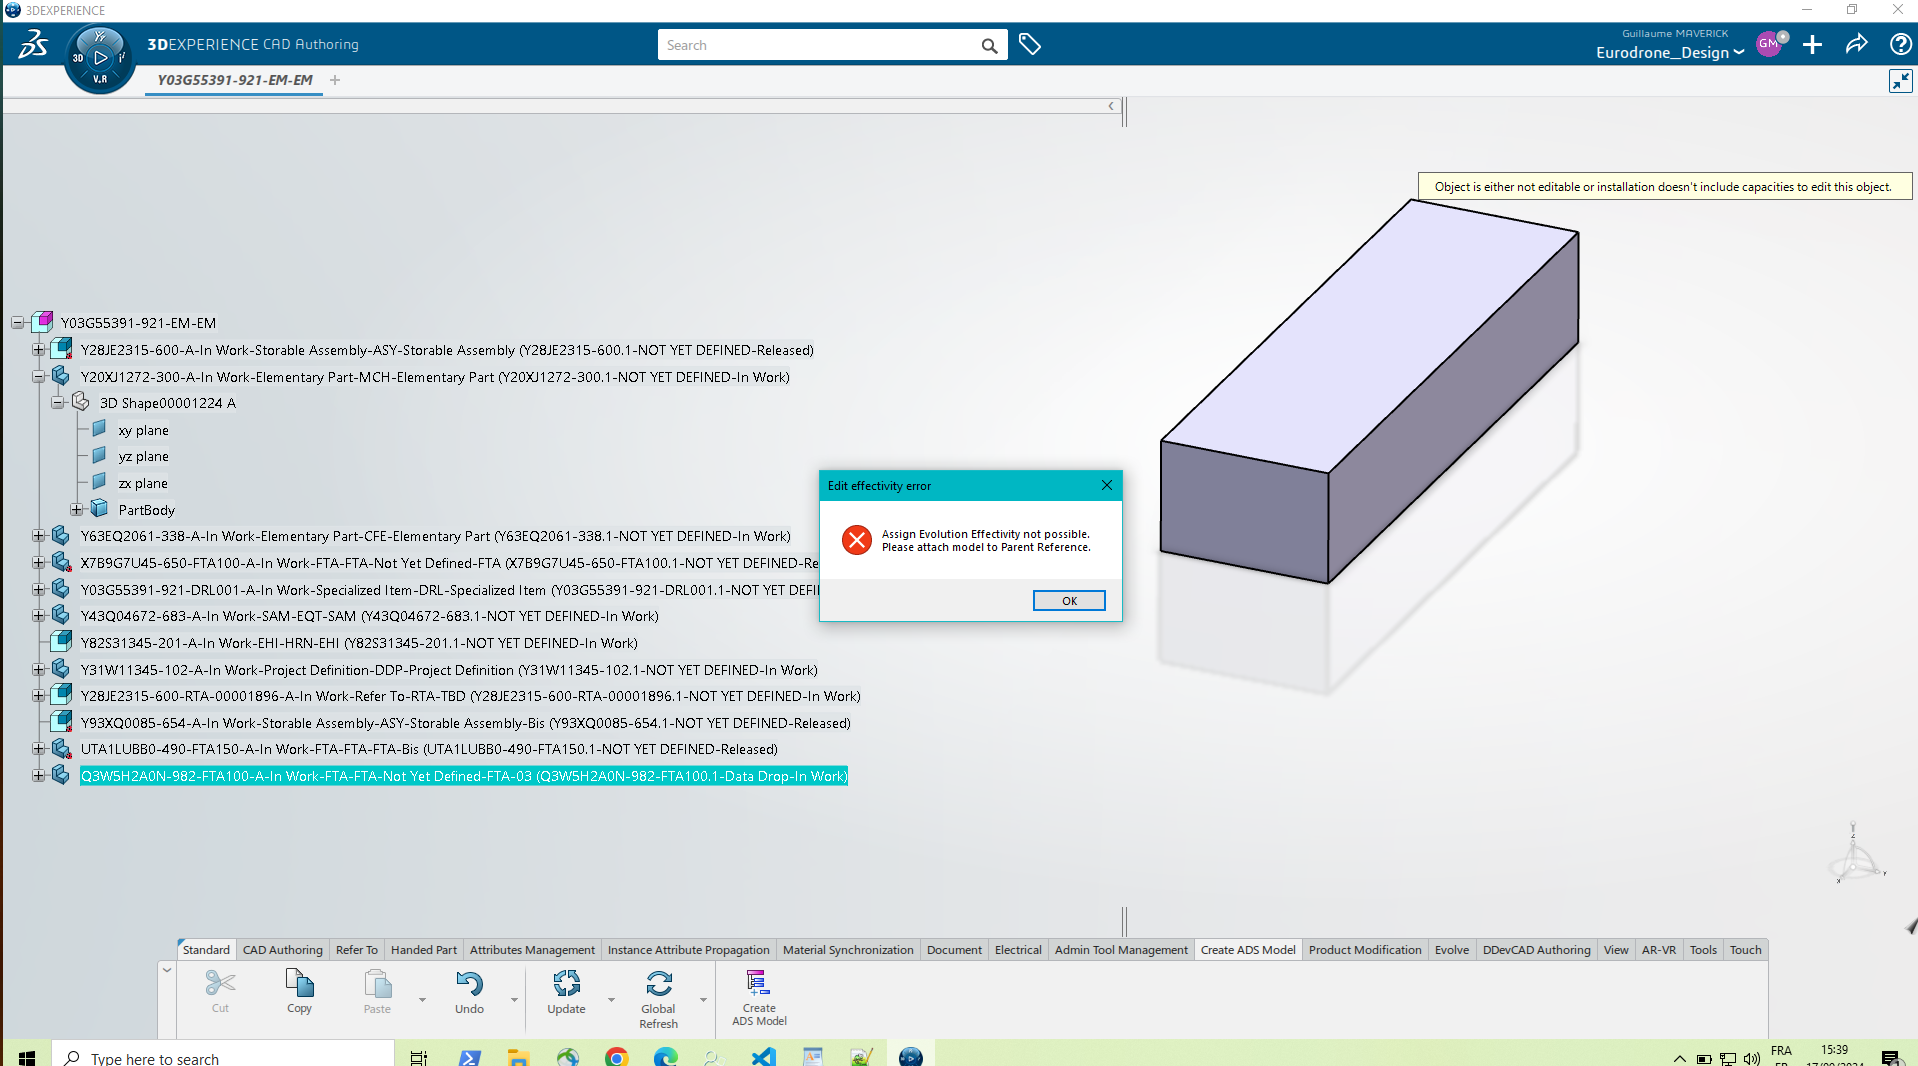 3DEXPERIENCE
3DEXPERIENCE CAD Authoring
3D
V.R
Search
Guillaume MAVERICK
Eurodrone_Design
GM
Y03G55391-921-EM-EM
Object is either not editable or installation doesn't include capacities to edit this object.
Y03G55391-921-EM-EM
Y28JE2315-600-A-In Work-Storable Assembly-ASY-Storable Assembly (Y28JE2315-600.1-NOT YET DEFINED-Released)
Y20XJ1272-300-A-In Work-Elementary Part-MCH-Elementary Part (Y20XJ1272-300.1-NOT YET DEFINED-In Work)
3D Shape00001224 A
xy plane
yz plane
zx plane
PartBody
Y63EQ2061-338-A-In Work-Elementary Part-CFE-Elementary Part (Y63EQ2061-338.1-NOT YET DEFINED-In Work)
X7B9G7U45-650-FTA100-A-In Work-FTA-FTA-Not Yet Defined-FTA (X7B9G7U45-650-FTA100.1-NOT YET DEFINED-Re
Y03G55391-921-DRL001-A-In Work-Specialized Item-DRL-Specialized Item (Y03G55391-921-DRL001.1-NOT YET DEFI
Y43Q04672-683-A-In Work-SAM-EQT-SAM (Y43Q04672-683.1-NOT YET DEFINED-In Work)
Y82S31345-201-A-In Work-EHI-HRN-EHI (Y82S31345-201.1-NOT YET DEFINED-In Work)
Y31W11345-102-A-In Work-Project Definition-DDP-Project Definition (Y31W11345-102.1-NOT YET DEFINED-In Work)
Y28JE2315-600-RTA-00001896-A-In Work-Refer To-RTA-TBD (Y28JE2315-600-RTA-00001896.1-NOT YET DEFINED-In Work)
Y93XQ0085-654-A-In Work-Storable Assembly-ASY-Storable Assembly-Bis (Y93XQ0085-654.1-NOT YET DEFINED-Released)
UTA1LUBB0-490-FTA150-A-In Work-FTA-FTA-FTA-Bis (UTA1LUBB0-490-FTA150.1-NOT YET DEFINED-Released)
Q3W5H2A0N-982-FTA100-A-In Work-FTA-FTA-Not Yet Defined-FTA-03 (Q3W5H2A0N-982-FTA100.1-Data Drop-In Work)
Edit effectivity error
Assign Evolution Effectivity not possible.
Please attach model to Parent Reference.
OK
Standard CAD Authoring Refer To Handed Part Attributes Management Instance Attribute Propagation Material Synchronization Document Electrical Admin Tool Management Create ADS Model Product Modification Evolve DDevCAD Authoring View AR-VR Tools Touch
Cut
Copy
Paste
Undo
Update
Global
Refresh
Create
ADS Model
Type here to search
FRA
15:39